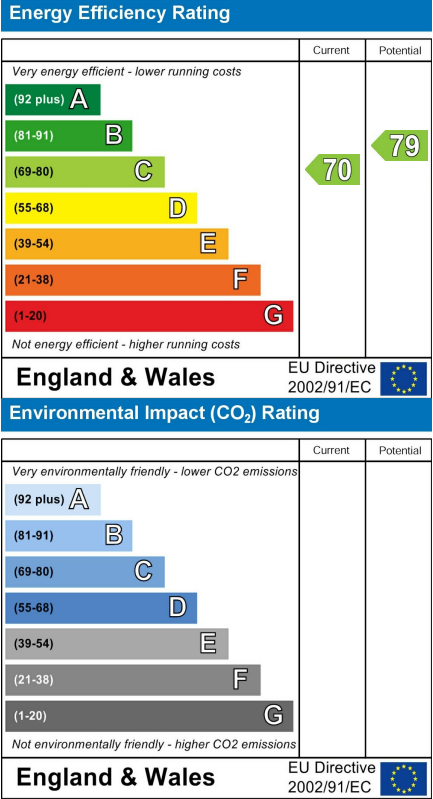 Energy Efficiency Rating
Current Potential
Very energy efficient - lower running costs
(92 plus) A
(81-91) B
79
(69-80) C
70
(55-68) D
(39-54) E
(21-38) F
(1-20) G
Not energy efficient - higher running costs
England & Wales
EU Directive
2002/91/EC
Environmental Impact (CO₂) Rating
Current Potential
Very environmentally friendly - lower CO2 emissions
(92 plus) A
(81-91) B
(69-80) C
(55-68) D
(39-54) E
(21-38) F
(1-20) G
Not environmentally friendly - higher CO2 emissions
England & Wales
EU Directive
2002/91/EC